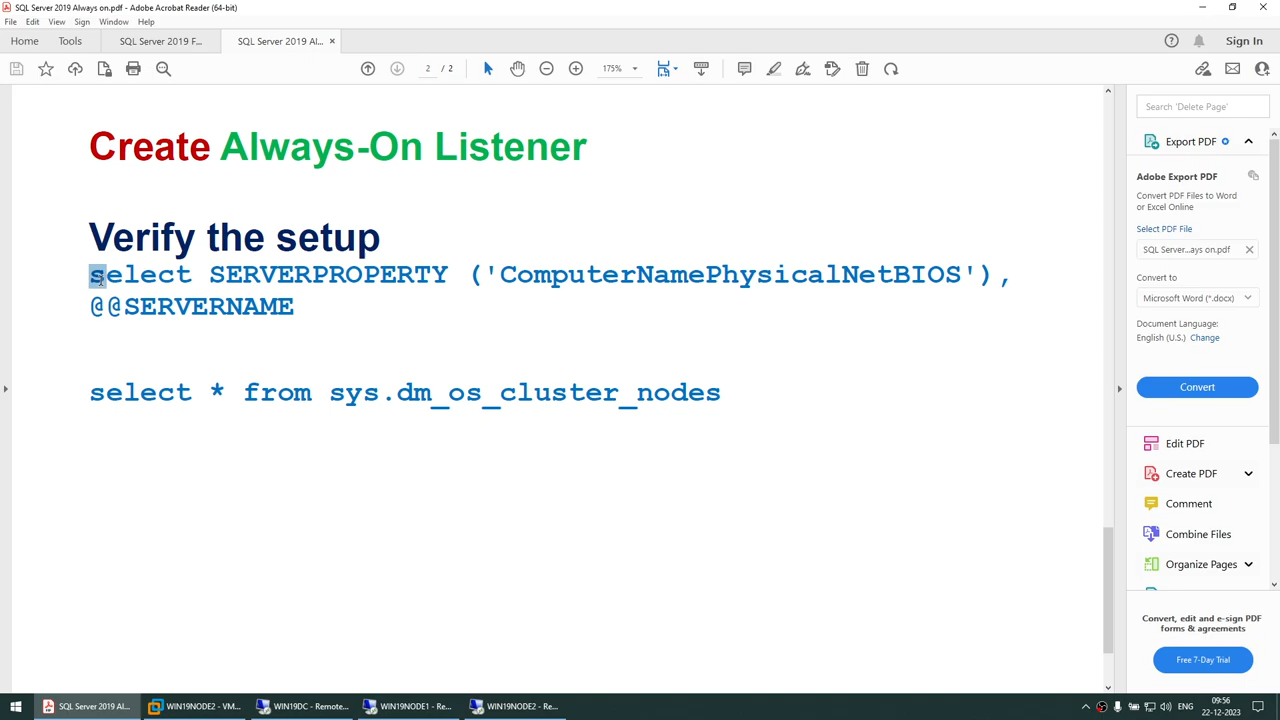 SQL Server 2019 Always on.pdf - Adobe Acrobat Reader (64-bit)
File Edit View Sign Window Help
Home Tools SQL Server 2019 F... SQL Server 2019 Al... × ? Sign In
2 / 2 175%
Create Always-On Listener
Verify the setup
select SERVERPROPERTY ('ComputerNamePhysicalNetBIOS'),
@@SERVERNAME
select * from sys.dm_os_cluster_nodes
Search 'Delete Page'
Export PDF
Adobe Export PDF
Convert PDF Files to Word
or Excel Online
Select PDF File
SQL Server...ays on.pdf
Convert to
Microsoft Word (*.docx)
Document Language:
English (U.S.) Change
Convert
Edit PDF
Create PDF
Comment
Combine Files
Organize Pages
Convert, edit and e-sign PDF
forms & agreements
Free 7-Day Trial
SQL Server 2019 Al... WIN19NODE2 - VM... WIN19DC - Remote... WIN19NODE1 - Re... WIN19NODE2 - Re... ENG
09:56
22-12-2023